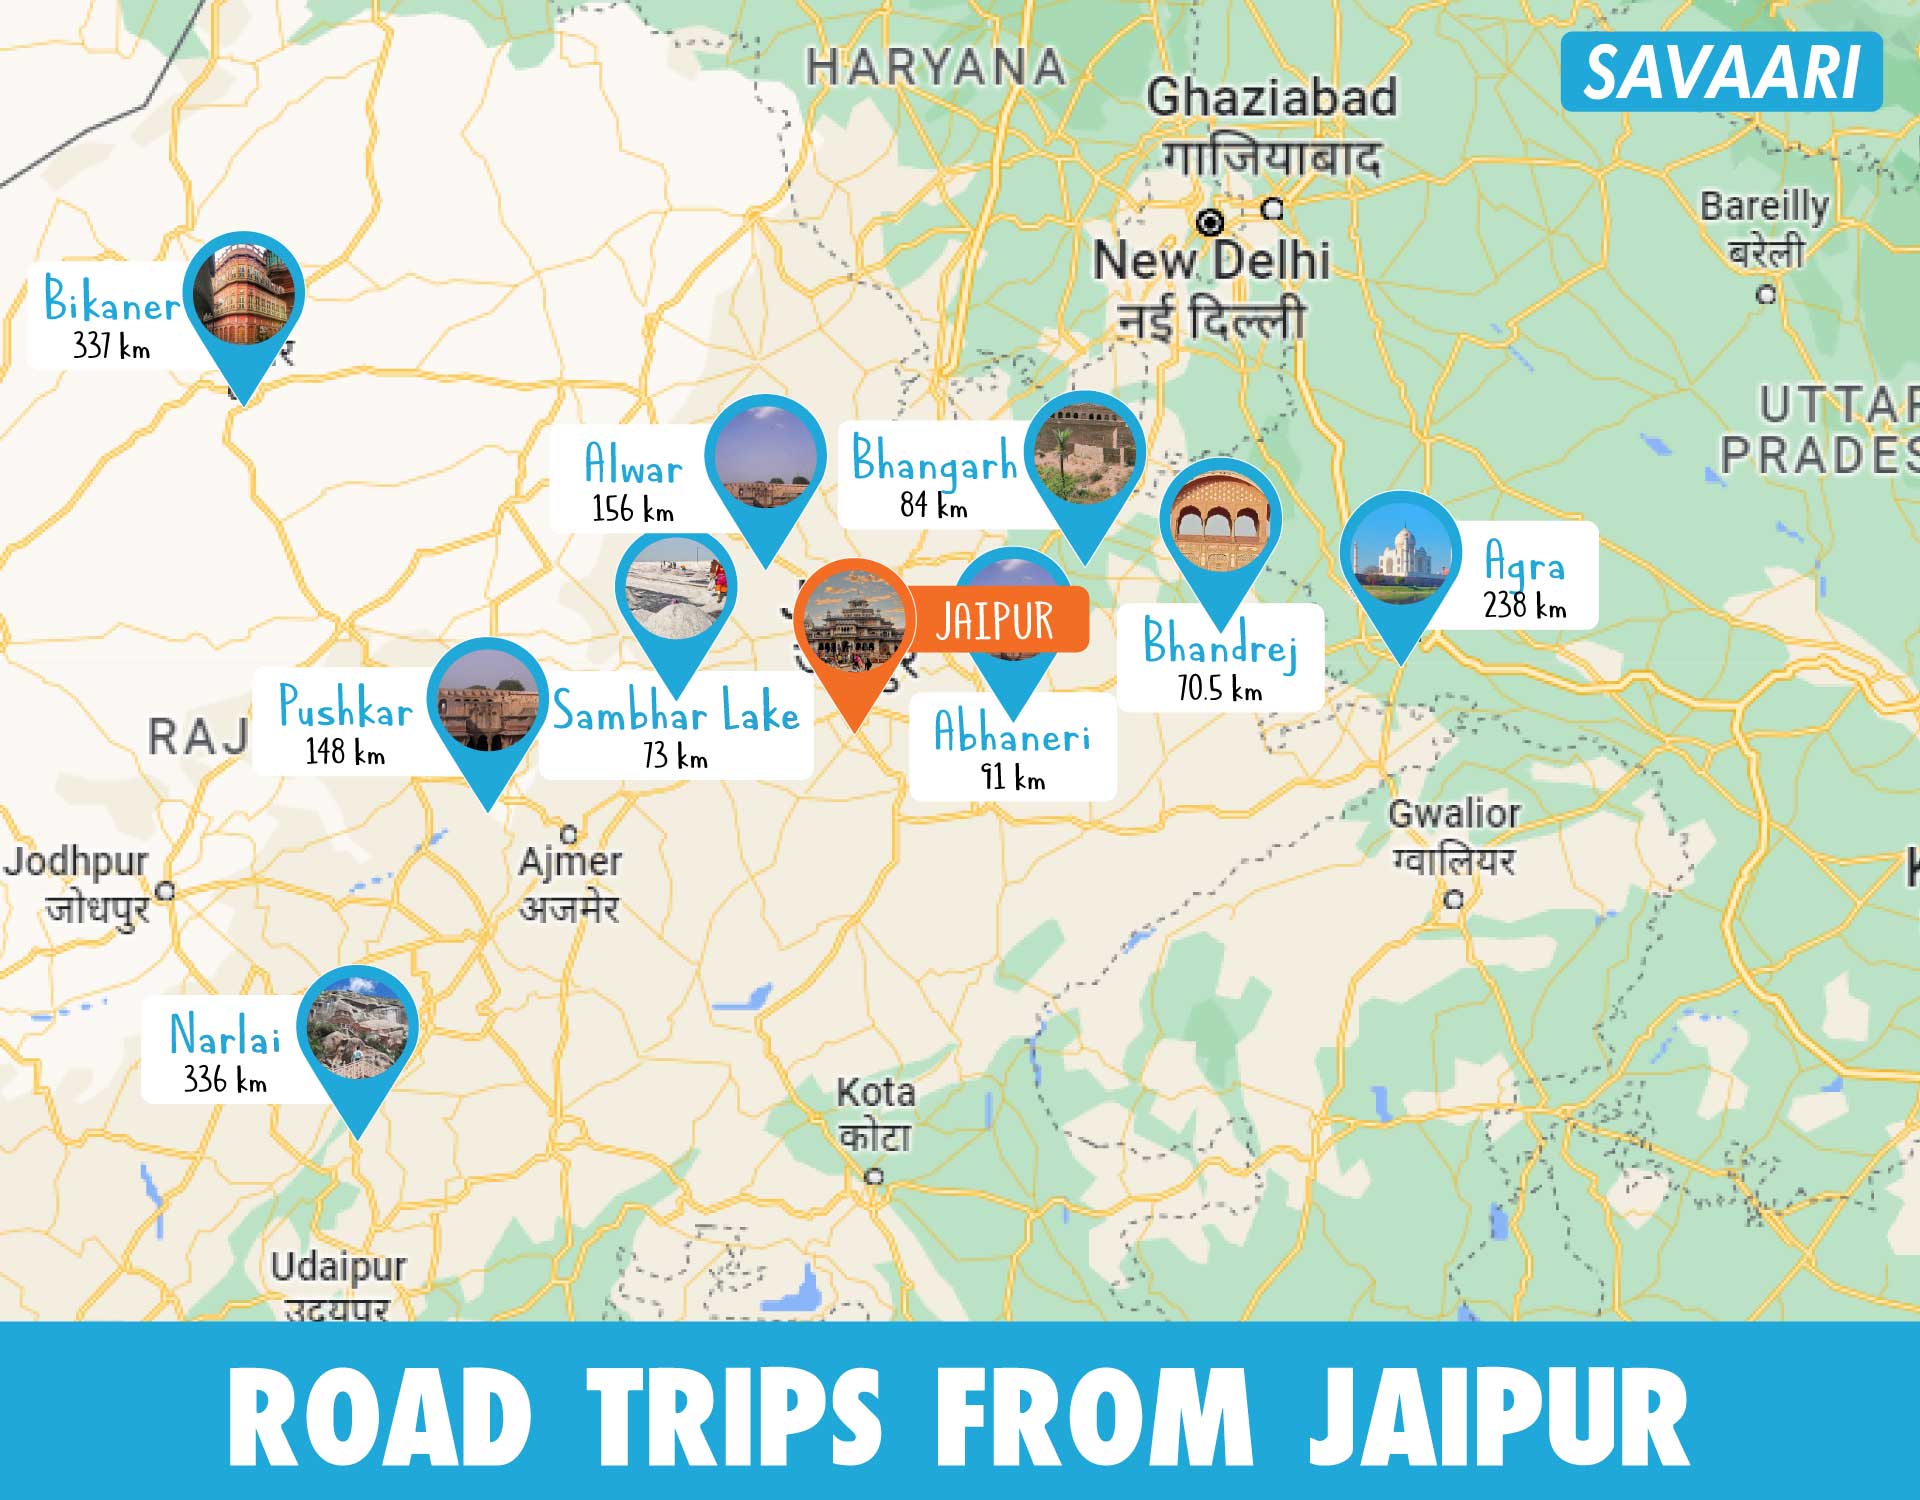 HARYANA
SAVAARI
Ghaziabad
गाजियाबाद
Bareilly
बरेली
New Delhi
नई दिल्ली
Bikaner
337 km
UTTAR
PRADES
Alwar
156 km
Bhangarh
84 km
Agra
238 km
JAIPUR
Bhandrej
70.5 km
Pushkar
148 km
Sambhar Lake
73 km
RAJ
Abhaneri
91 km
Gwalior
ग्वालियर
Jodhpur
जोधपुर
Ajmer
अजमेर
Narlai
336 km
Kota
कोटा
Udaipur
उदयपुर
ROAD TRIPS FROM JAIPUR